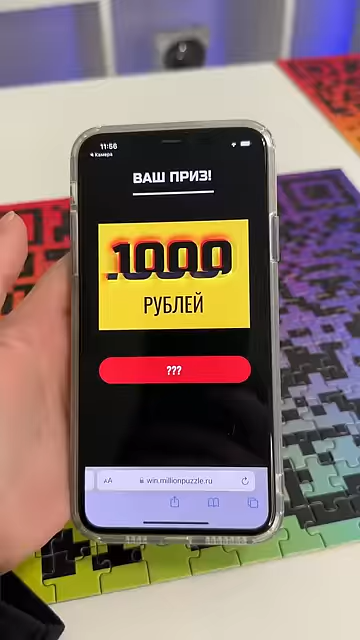 11:56
Камера
ВАШ ПРИЗ!
1000
РУБЛЕЙ
???
AA
win.millionpuzzle.ru